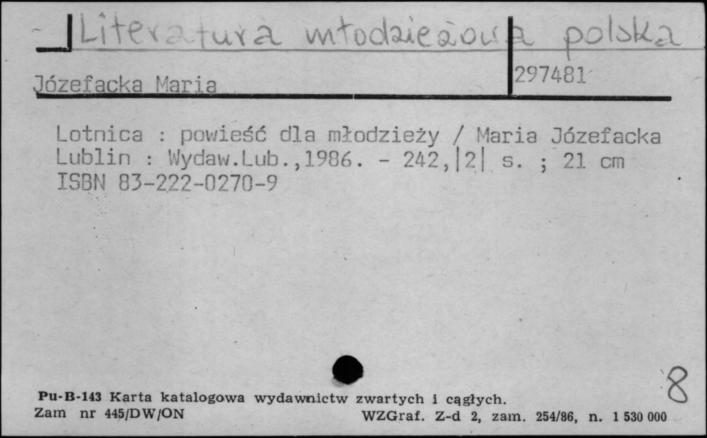 Literatura młodzieżowa polska
297481
Józefacka Maria
Lotnica : powieść dla młodzieży / Maria Józefacka
Lublin : Wydaw.Lub.,1986. - 242,|2| s. ; 21 cm
ISBN 83-222-0270-9
8
Pu-B-143 Karta katalogowa wydawnictw zwartych i cągłych.
Zam nr 445/DW/ON WZGraf. Z-d 2, zam. 254/86, n. 1 530 000